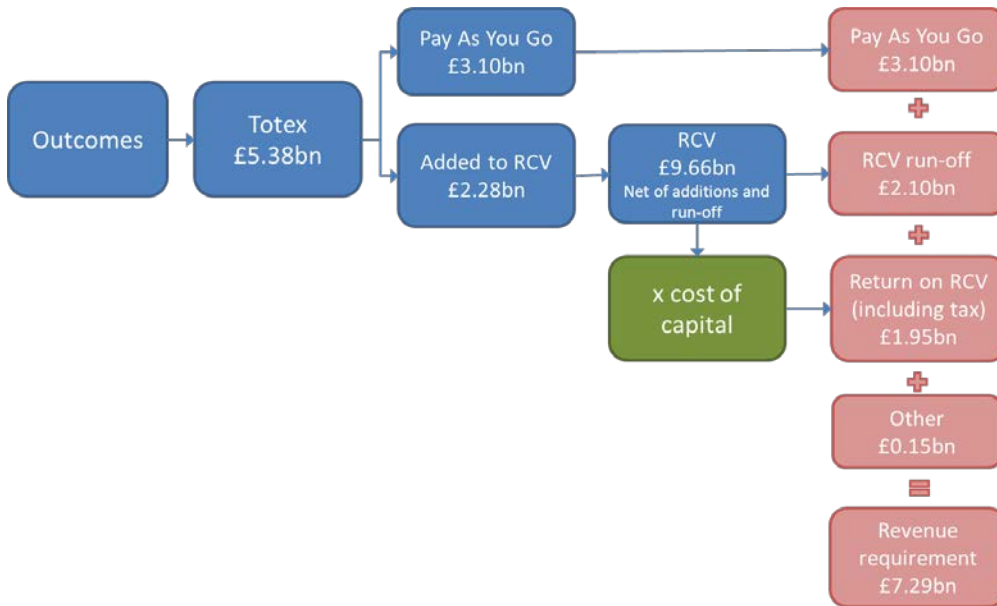 Outcomes
Totex
£5.38bn
Pay As You Go
£3.10bn
Added to RCV
£2.28bn
RCV
£9.66bn
Net of additions and
run-off
x cost of
capital
Pay As You Go
£3.10bn
+
RCV run-off
£2.10bn
+
Return on RCV
(including tax)
£1.95bn
+
Other
£0.15bn
=
Revenue
requirement
£7.29bn